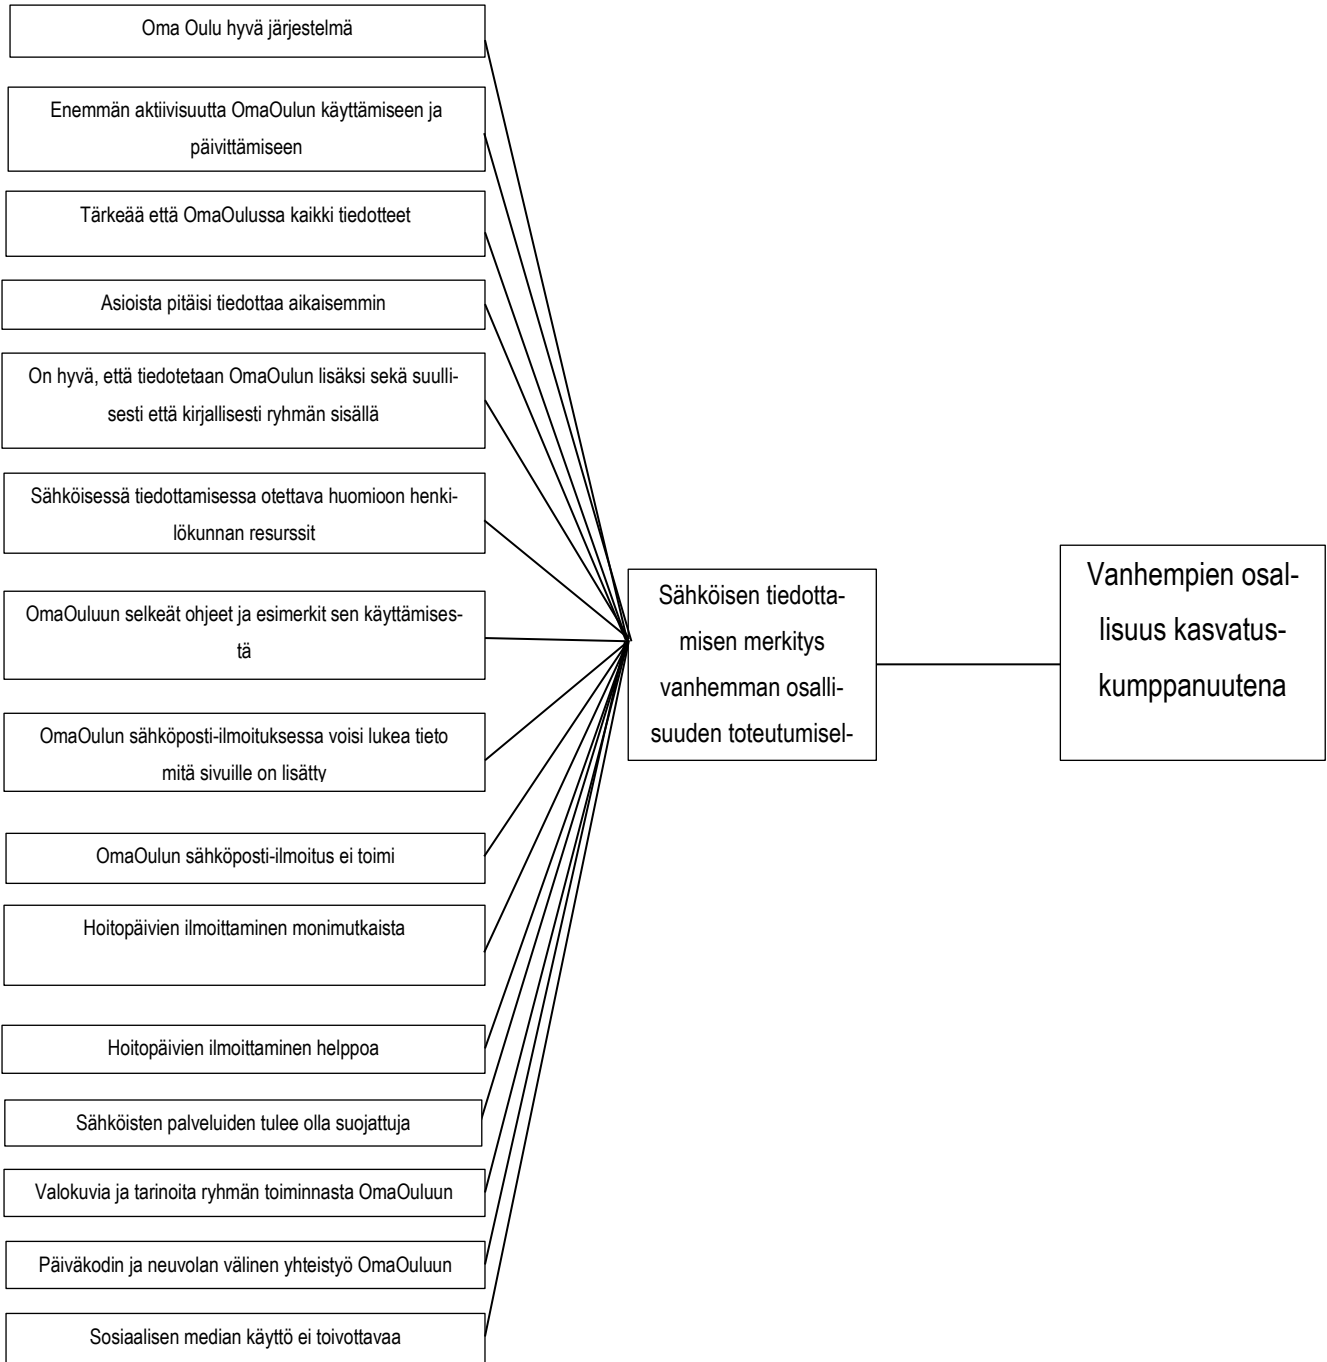 Oma Oulu hyvä järjestelmä
Enemmän aktiivisuutta OmaOulun käyttämiseen ja
päivittämiseen
Tärkeää että OmaOulussa kaikki tiedotteet
Asioista pitäisi tiedottaa aikaisemmin
On hyvä, että tiedotetaan OmaOulun lisäksi sekä suulli-
sesti että kirjallisesti ryhmän sisällä
Sähköisessä tiedottamisessa otettava huomioon henki-
lökunnan resurssit
OmaOuluun selkeät ohjeet ja esimerkit sen käyttämises-
tä
OmaOulun sähköposti-ilmoituksessa voisi lukea tieto
mitä sivuille on lisätty
OmaOulun sähköposti-ilmoitus ei toimi
Hoitopäivien ilmoittaminen monimutkaista
Hoitopäivien ilmoittaminen helppoa
Sähköisten palveluiden tulee olla suojattuja
Valokuvia ja tarinoita ryhmän toiminnasta OmaOuluun
Päiväkodin ja neuvolan välinen yhteistyö OmaOuluun
Sosiaalisen median käyttö ei toivottavaa
Sähköisen tiedotta-
misen merkitys
vanhemman osalli-
suuden toteutumisel-
Vanhempien osal-
lisuus kasvatus-
kumppanuutena